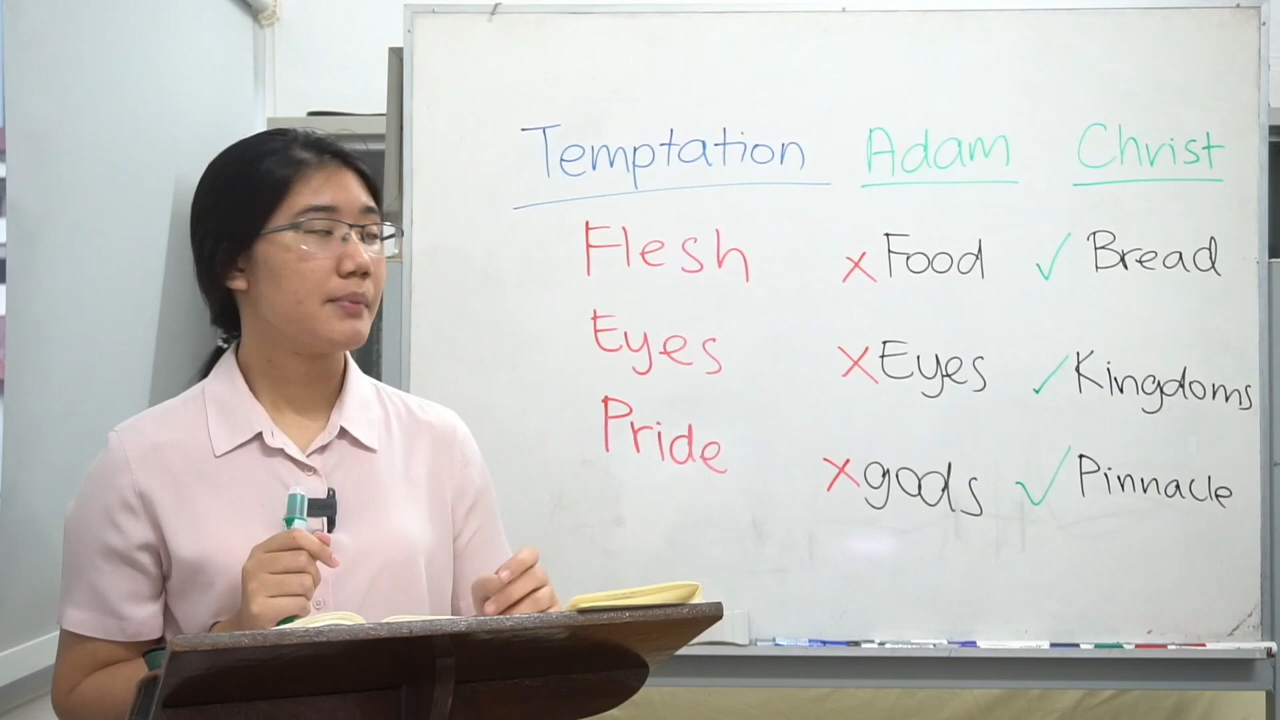 Temptation Adam Christ
Flesh x Food ✓ Bread
Eyes x Eyes ✓ Kingdoms
Pride x gods ✓ Pinnacle